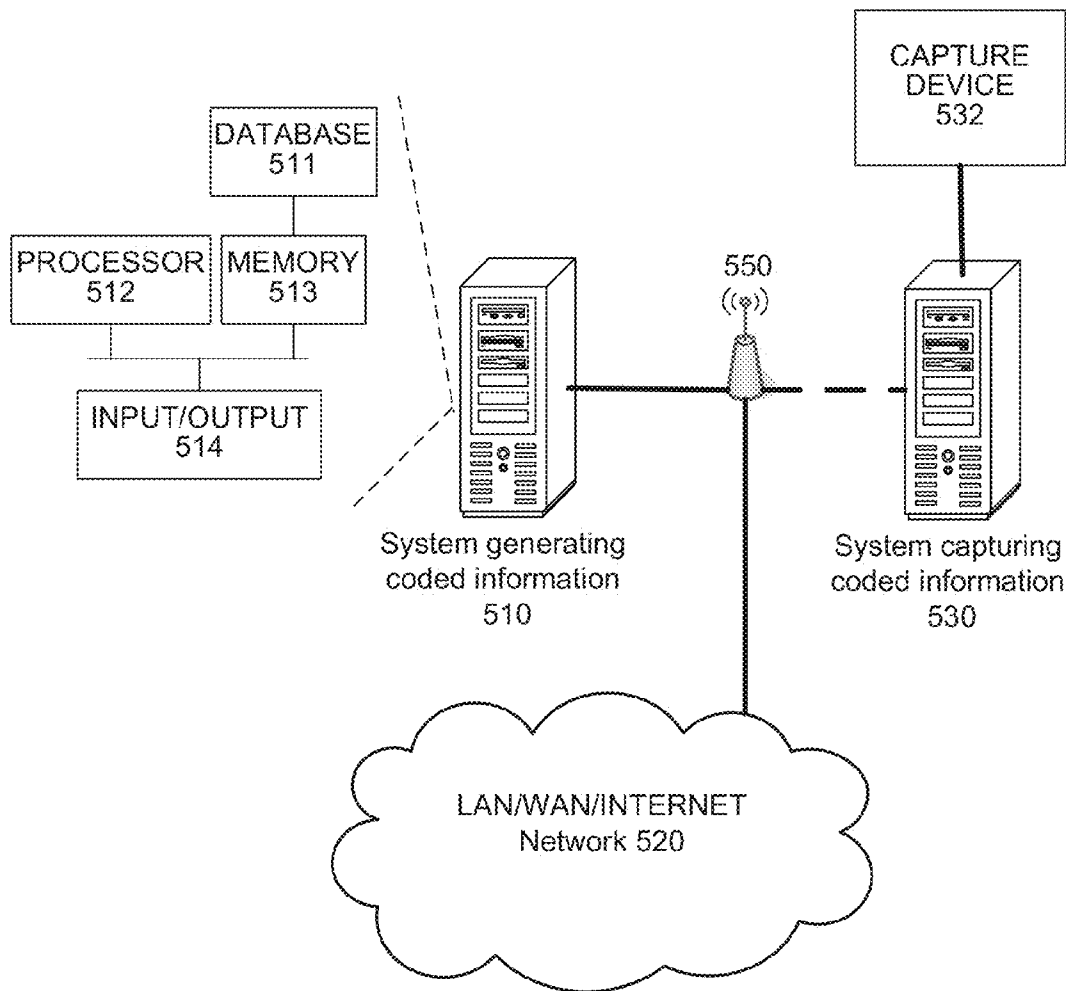 CAPTURE
DEVICE
532
DATABASE
511
PROCESSOR
512
MEMORY
513
INPUT/OUTPUT
514
550
System generating
coded information
510
System capturing
coded information
530
LAN/WAN/INTERNET
Network 520